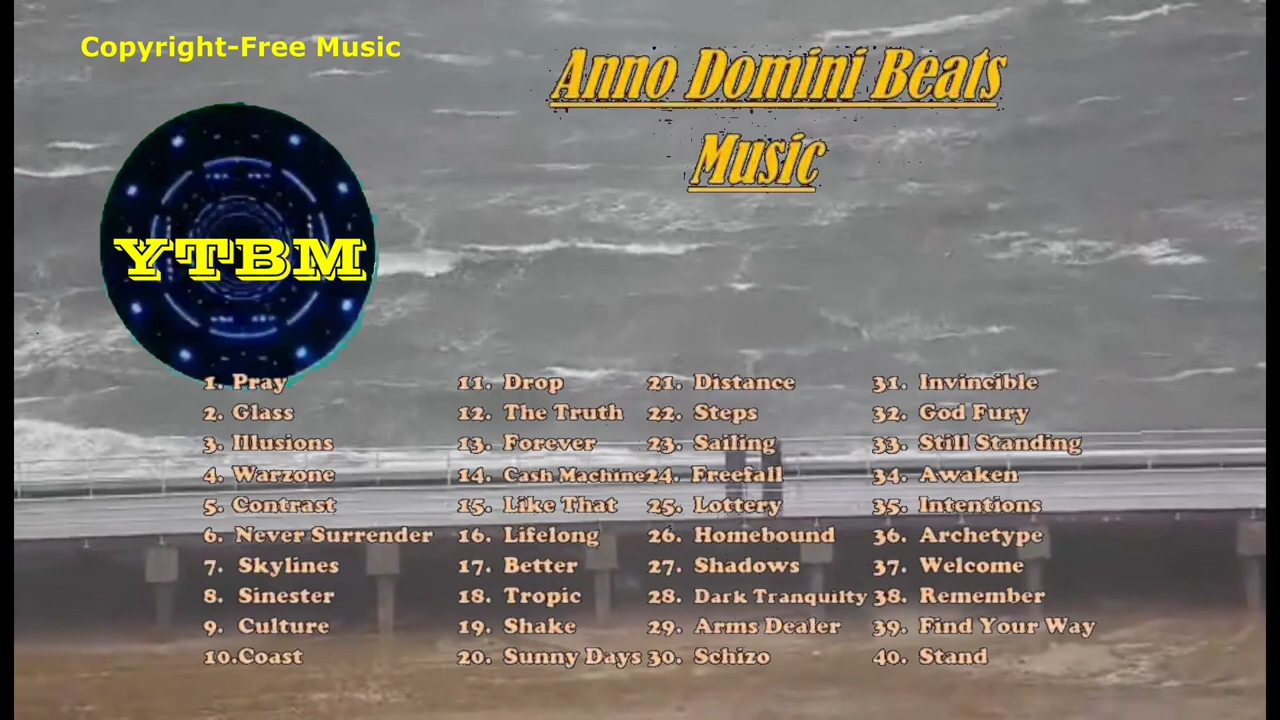 Copyright-Free Music
Anno Domini Beats
Music
YTBM
1. Pray
2. Glass
3. Illusions
4. Warzone
5. Contrast
6. Never Surrender
7. Skylines
8. Sinester
9. Culture
10.Coast
11. Drop
12. The Truth
13. Forever
14. Cash Machine
15. Like That
16. Lifelong
17. Better
18. Tropic
19. Shake
20. Sunny Days
21. Distance
22. Steps
23. Sailing
24. Freefall
25. Lottery
26. Homebound
27. Shadows
28. Dark Tranquilty
29. Arms Dealer
30. Schizo
31. Invincible
32. God Fury
33. Still Standing
34. Awaken
35. Intentions
36. Archetype
37. Welcome
38. Remember
39. Find Your Way
40. Stand